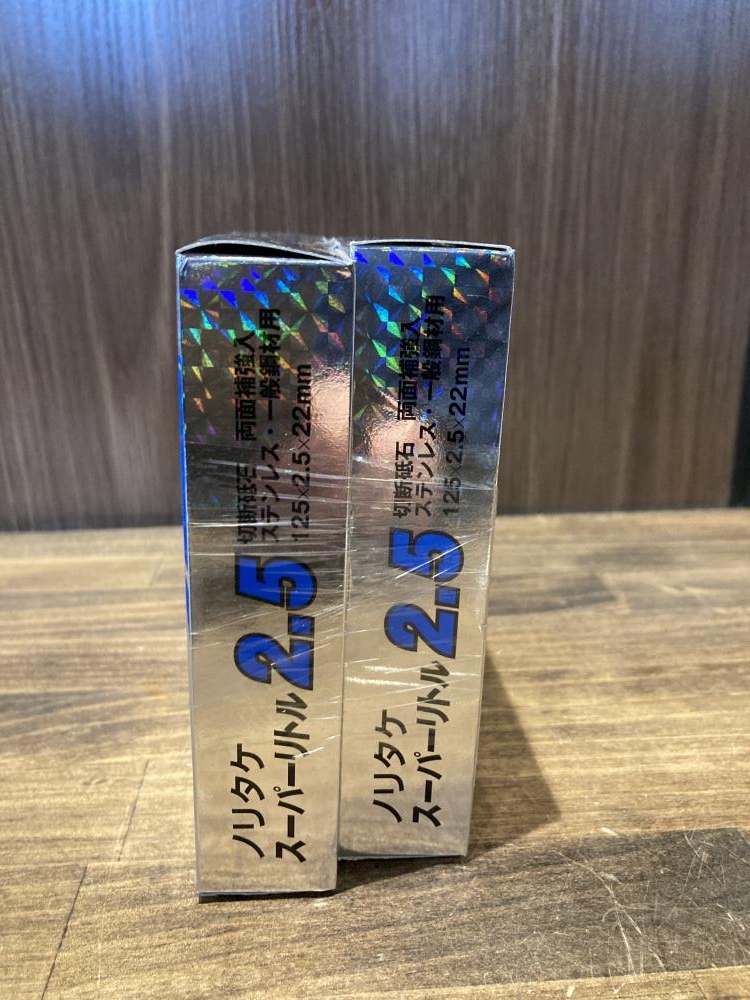 ノリタケ
スーパーリトル 2.5
切断砥石 両面補強入
ステンレス・一般鋼材用
125×2.5×22mm
ノリタケ
スーパーリトル 2.5
切断砥石 両面補強入
ステンレス・一般鋼材用
125×2.5×22mm